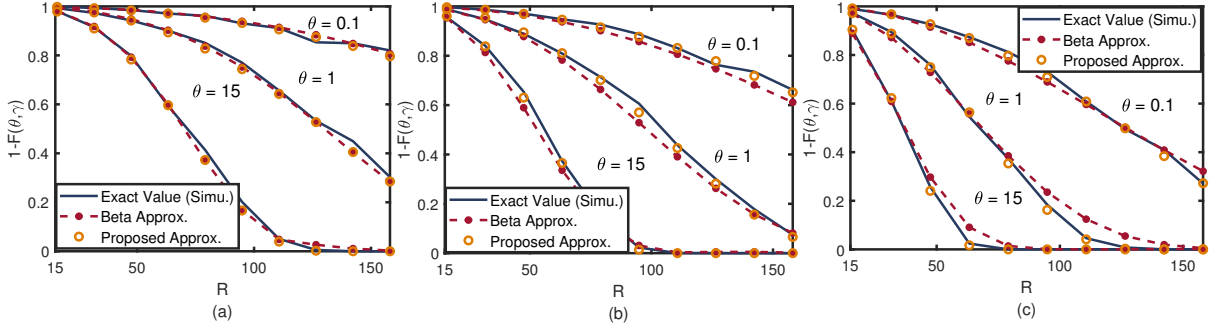 1
0.8
0.6
0.4
0.2
0
1-F(θ,γ)
θ = 0.1
θ = 1
θ = 15
Exact Value (Simu.)
Beta Approx.
Proposed Approx.
15
50
100
150
R
(a)
1
0.8
0.6
0.4
0.2
0
1-F(θ,γ)
θ = 0.1
θ = 1
θ = 15
Exact Value (Simu.)
Beta Approx.
Proposed Approx.
15
50
100
150
R
(b)
1
0.8
0.6
0.4
0.2
0
1-F(θ,γ)
Exact Value (Simu.)
Beta Approx.
Proposed Approx.
θ = 0.1
θ = 1
θ = 15
15
50
100
150
R
(c)